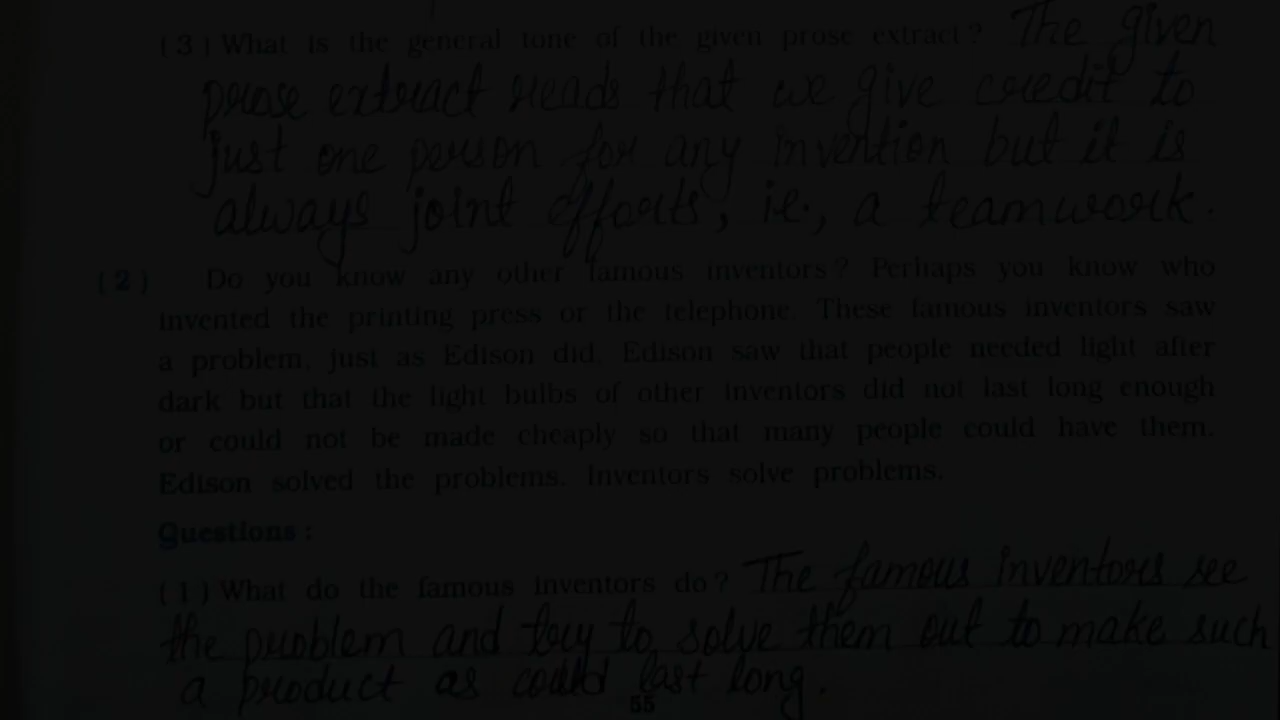 ( 3 ) What is the general tone of the given prose extract ? The given
prose extract reads that we give credit to
just one person for any invention but it is
always joint efforts, i.e., a teamwork.
( 2 ) Do you know any other famous inventors ? Perhaps you know who
invented the printing press or the telephone. These famous inventors saw
a problem, just as Edison did. Edison saw that people needed light after
dark but that the light bulbs of other inventors did not last long enough
or could not be made cheaply so that many people could have them.
Edison solved the problems. Inventors solve problems.
Questions :
( 1 ) What do the famous inventors do ? The famous inventors see
the problem and try to solve them out to make such
a product as could last long.
55